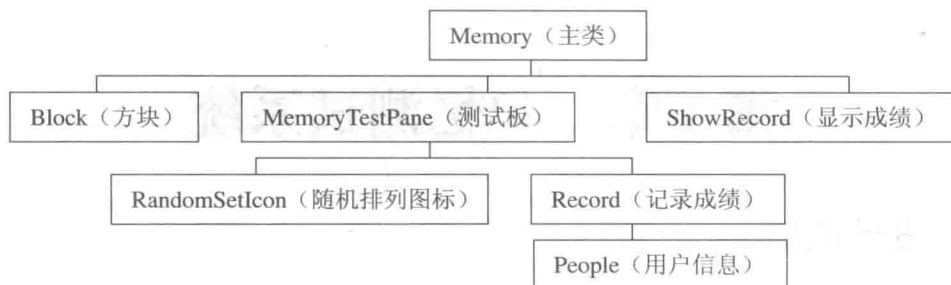 Memory（主类）
Block（方块）
MemoryTestPane（测试板）
ShowRecord（显示成绩）
RandomSetIcon（随机排列图标）
Record（记录成绩）
People（用户信息）